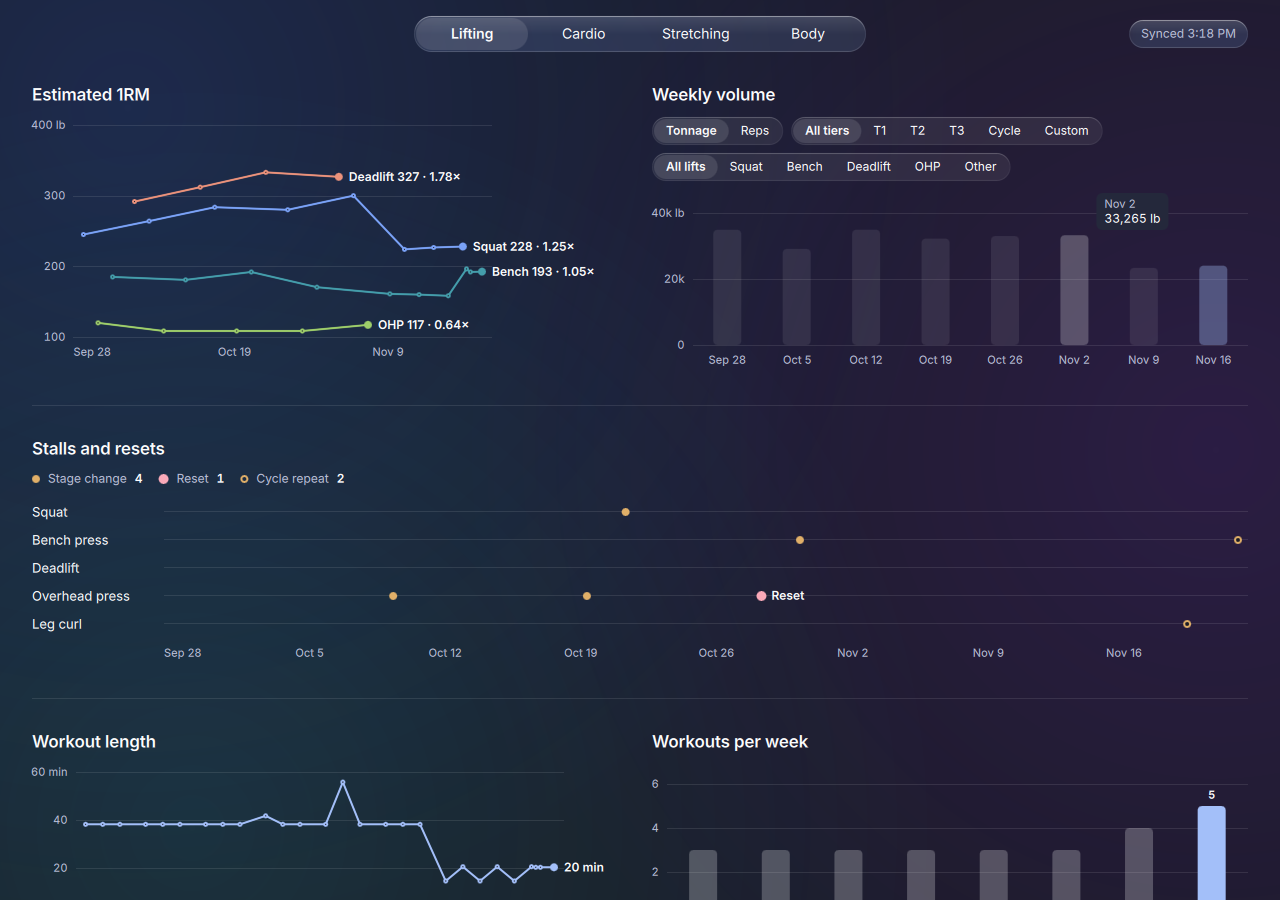 Lifting Cardio Stretching Body
Synced 3:18 PM
Estimated 1RM
400 lb
300
200
100
Deadlift 327 · 1.78×
Squat 228 · 1.25×
Bench 193 · 1.05×
OHP 117 · 0.64×
Sep 28 Oct 19 Nov 9
Weekly volume
Tonnage Reps All tiers T1 T2 T3 Cycle Custom
All lifts Squat Bench Deadlift OHP Other
Nov 2
33,265 lb
40k lb
20k
0
Sep 28 Oct 5 Oct 12 Oct 19 Oct 26 Nov 2 Nov 9 Nov 16
Stalls and resets
Stage change 4 Reset 1 Cycle repeat 2
Squat
Bench press
Deadlift
Overhead press Reset
Leg curl
Sep 28 Oct 5 Oct 12 Oct 19 Oct 26 Nov 2 Nov 9 Nov 16
Workout length
60 min
40
20
20 min
Workouts per week
6
5
4
2